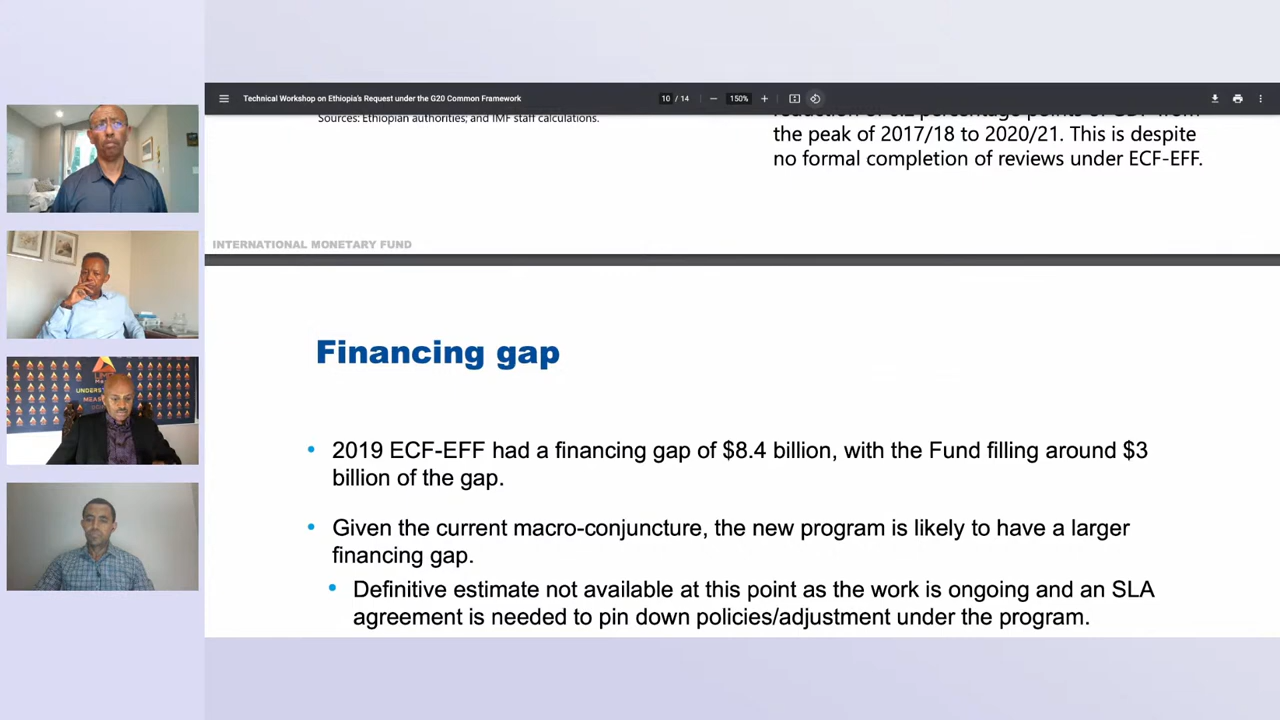 Technical Workshop on Ethiopia's Request under the G20 Common Framework
10 / 14
150%
Sources: Ethiopian authorities; and IMF staff calculations.
the peak of 2017/18 to 2020/21. This is despite
no formal completion of reviews under ECF-EFF.
INTERNATIONAL MONETARY FUND
Financing gap
• 2019 ECF-EFF had a financing gap of $8.4 billion, with the Fund filling around $3
billion of the gap.
• Given the current macro-conjuncture, the new program is likely to have a larger
financing gap.
• Definitive estimate not available at this point as the work is ongoing and an SLA
agreement is needed to pin down policies/adjustment under the program.